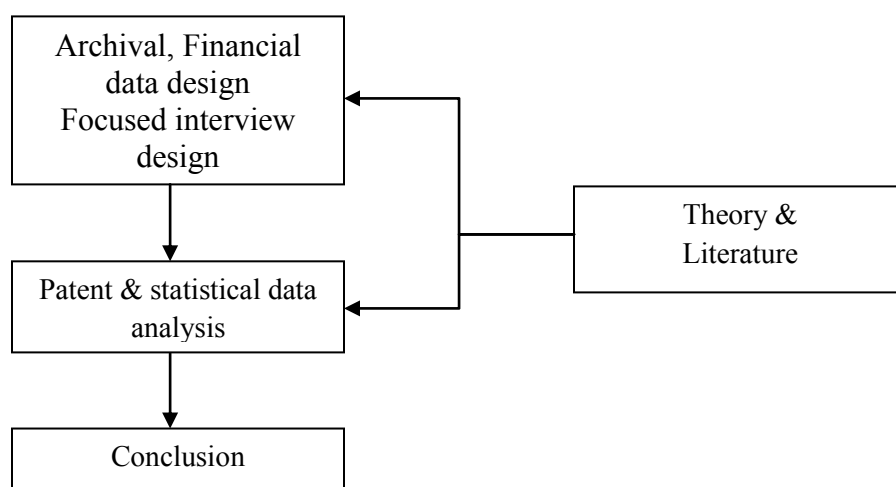 Archival, Financial
data design
Focused interview
design
Theory &
Literature
Patent & statistical data
analysis
Conclusion